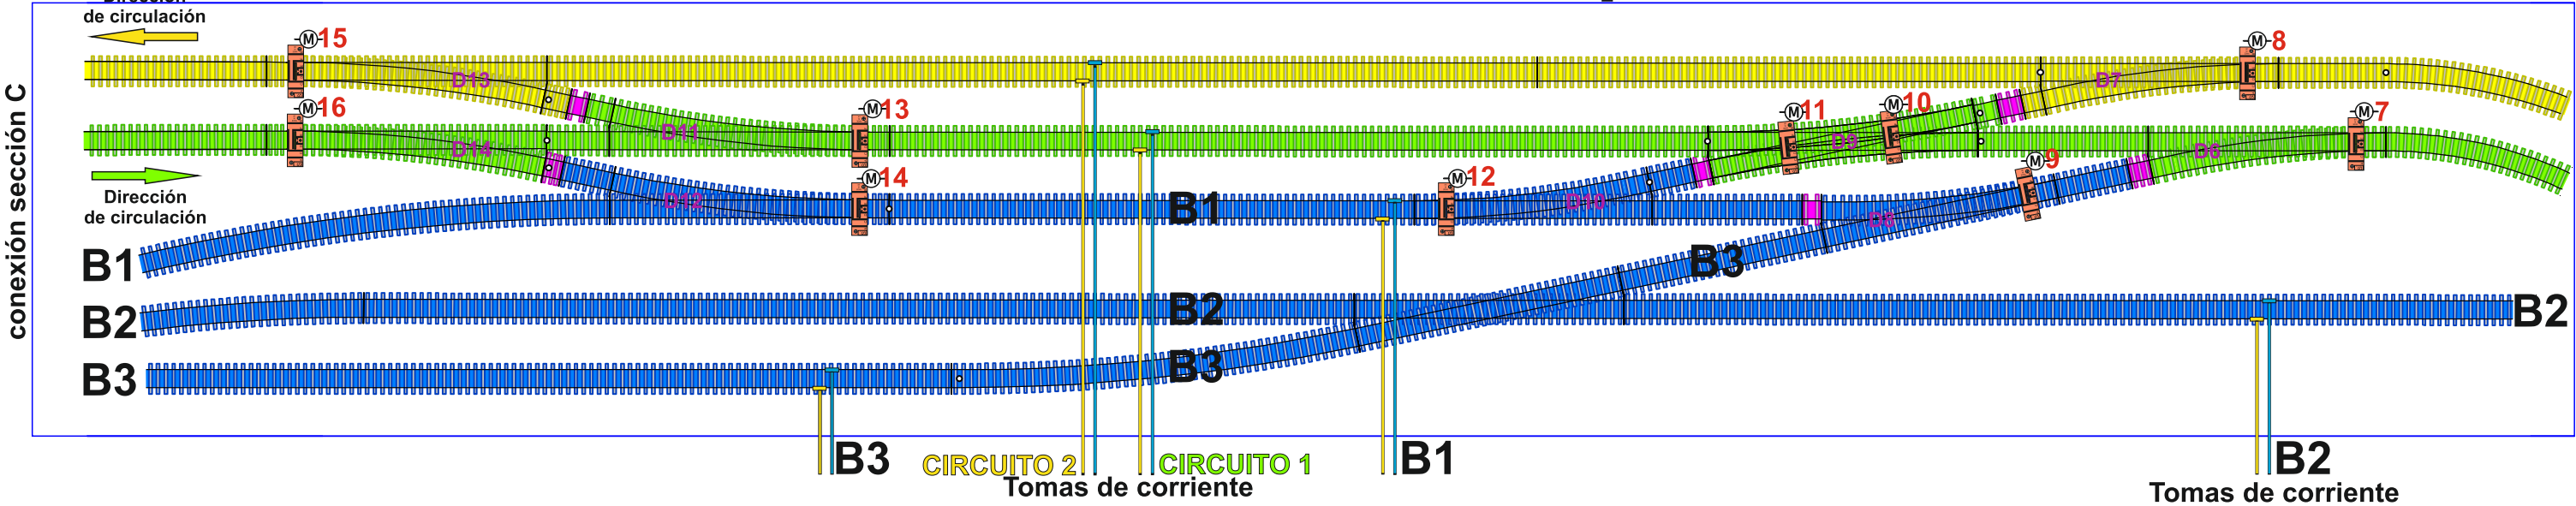 Dirección
de circulación
M 15
M 8
D13
D7
M 16
M 13
M 11
M 10
M 7
D11
D9
D14
D6
Dirección
de circulación
M 14
M 12
M 9
D12
B1
D10
D8
conexión sección C
B1
B3
B2
B2
B2
B3
B3
B3
CIRCUITO 2
CIRCUITO 1
B1
B2
Tomas de corriente
Tomas de corriente